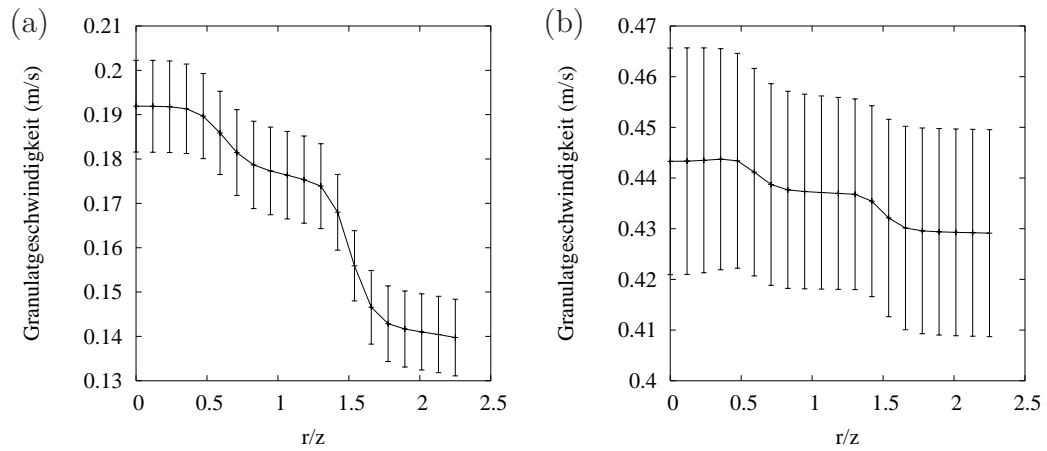 (a)
Granulatgeschwindigkeit (m/s)
0.21
0.2
0.19
0.18
0.17
0.16
0.15
0.14
0.13
0 0.5 1 1.5 2 2.5
r/z
(b)
Granulatgeschwindigkeit (m/s)
0.47
0.46
0.45
0.44
0.43
0.42
0.41
0.4
0 0.5 1 1.5 2 2.5
r/z